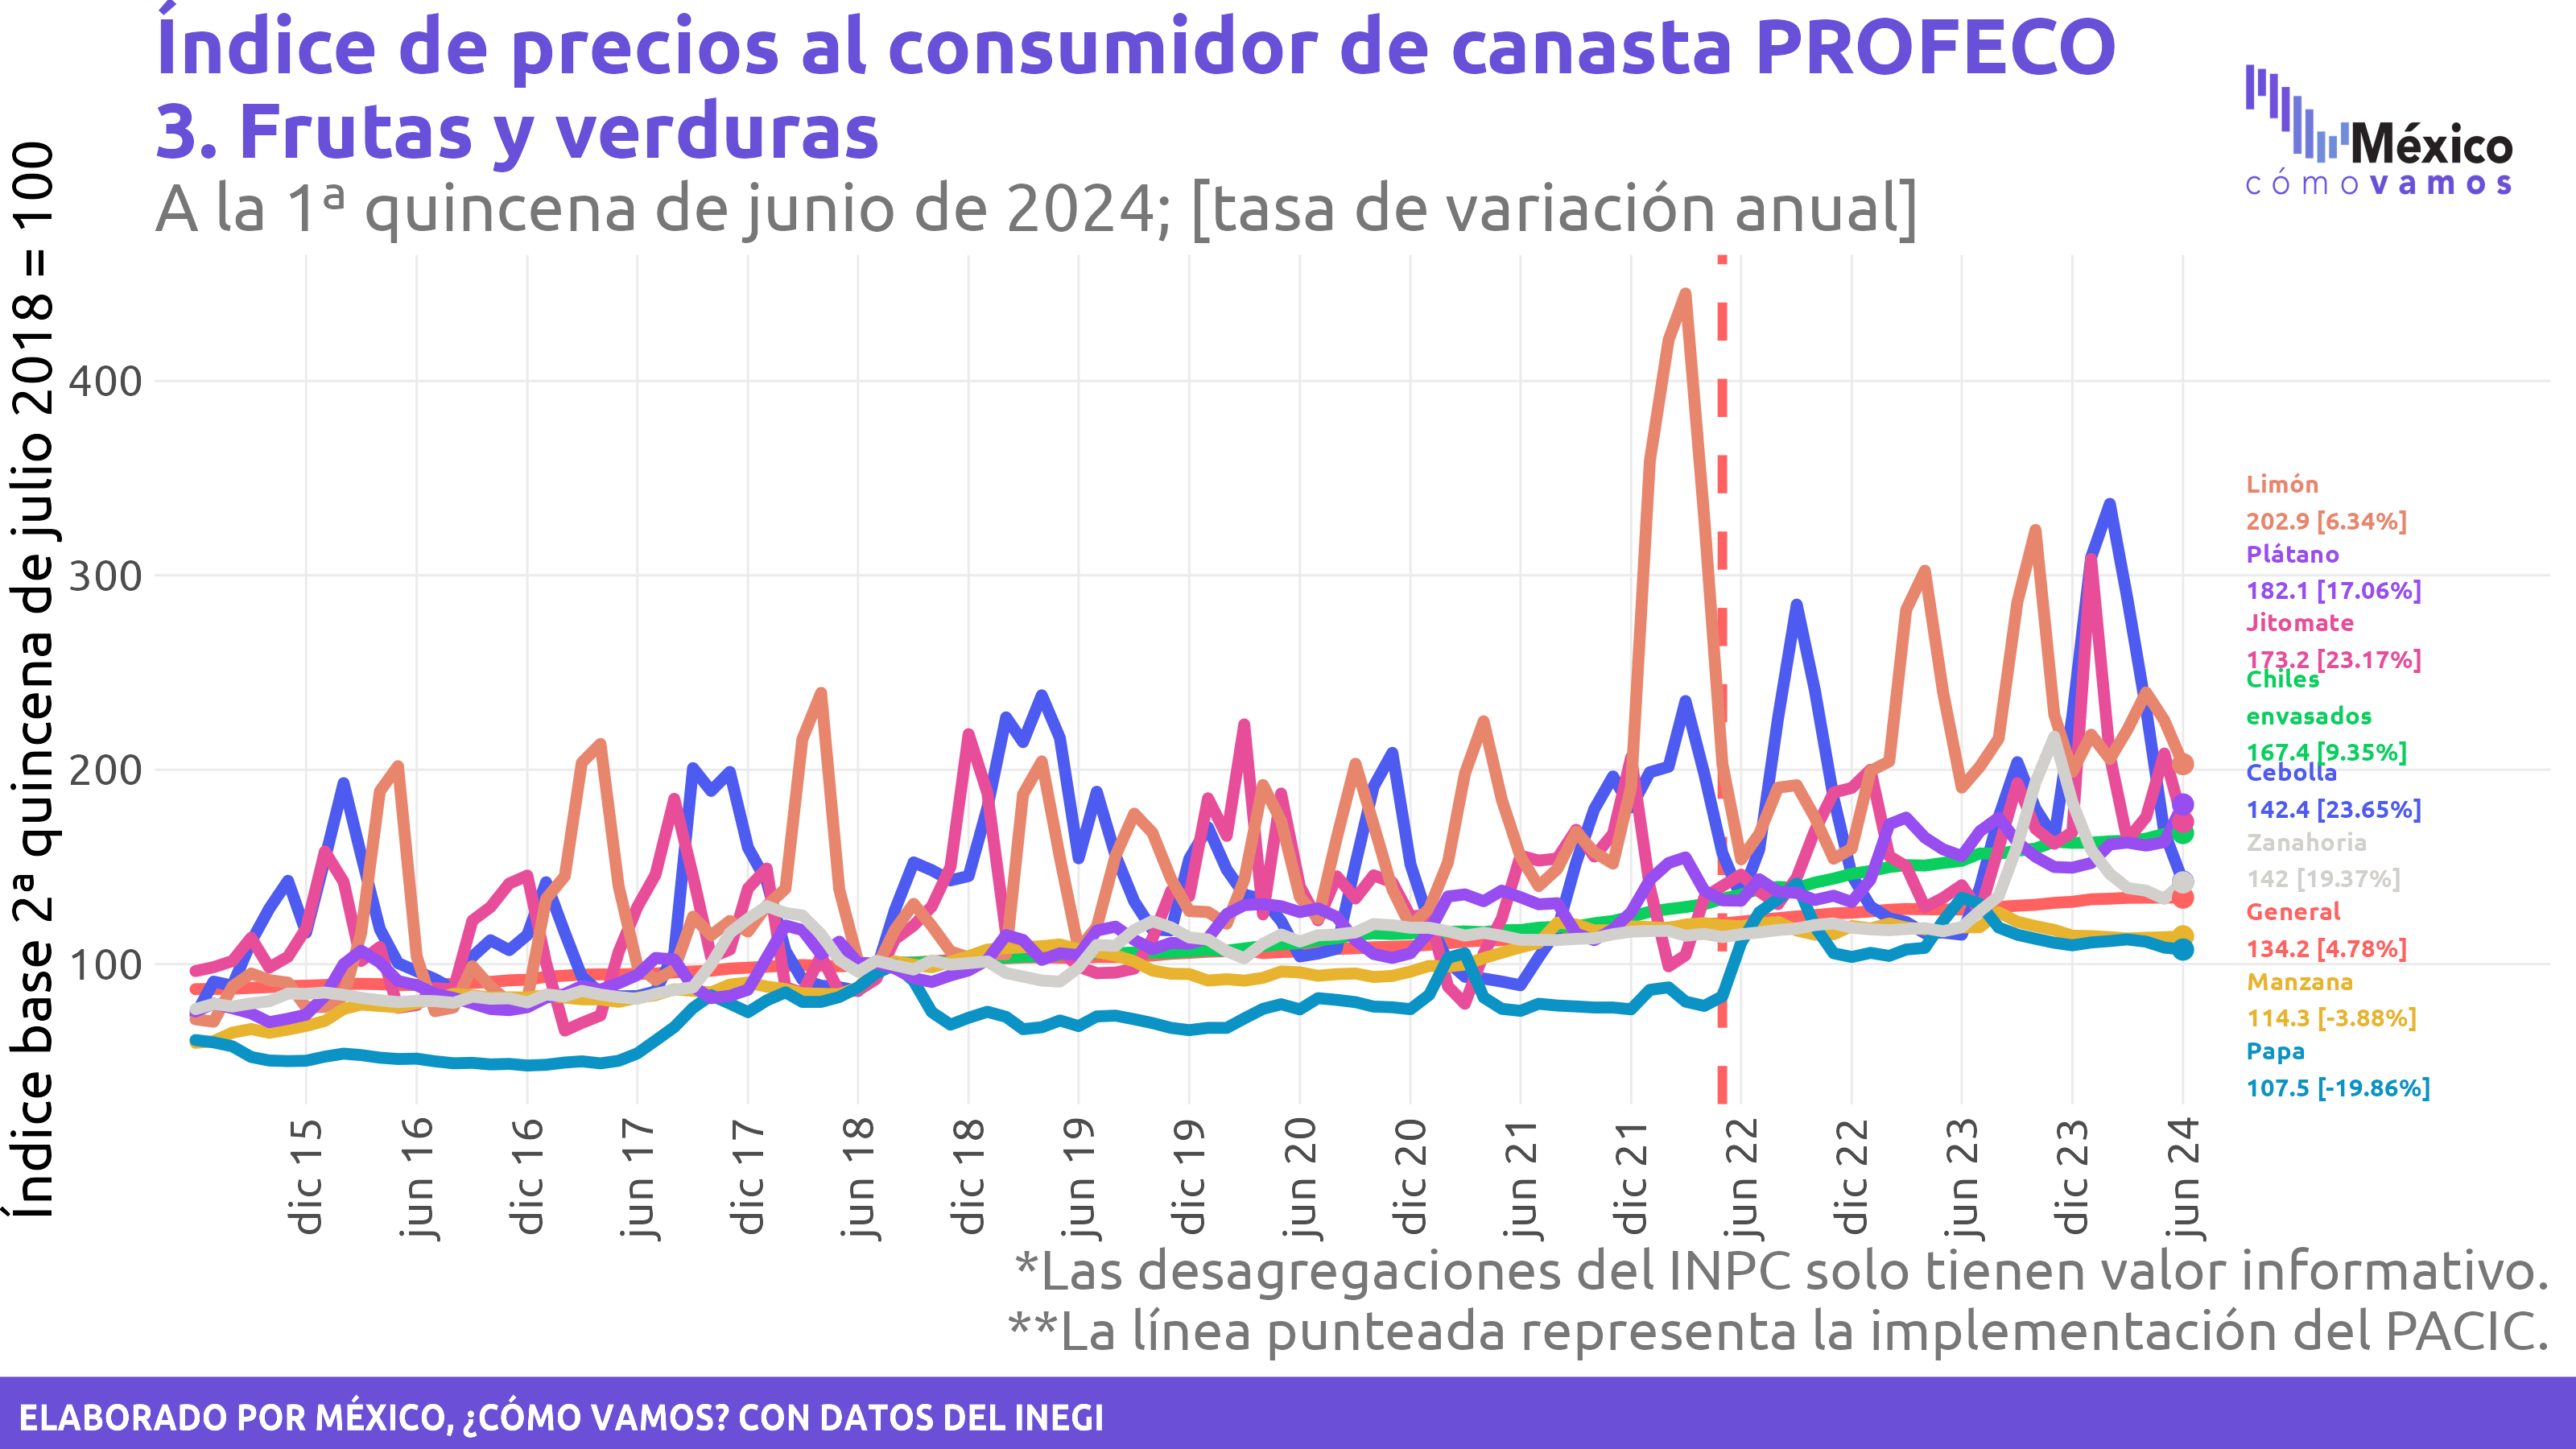 Índice de precios al consumidor de canasta PROFECO
3. Frutas y verduras
A la 1ª quincena de junio de 2024; [tasa de variación anual]
México
cómo vamos
Índice base 2ª quincena de julio 2018 = 100
400
300
200
100
Limón
202.9 [6.34%]
Plátano
182.1 [17.06%]
Jitomate
173.2 [23.17%]
Chiles
envasados
167.4 [9.35%]
Cebolla
142.4 [23.65%]
Zanahoria
142 [19.37%]
General
134.2 [4.78%]
Manzana
114.3 [-3.88%]
Papa
107.5 [-19.86%]
dic 15
jun 16
dic 16
jun 17
dic 17
jun 18
dic 18
jun 19
dic 19
jun 20
dic 20
jun 21
dic 21
jun 22
dic 22
jun 23
dic 23
jun 24
*Las desagregaciones del INPC solo tienen valor informativo.
**La línea punteada representa la implementación del PACIC.
ELABORADO POR MÉXICO, ¿CÓMO VAMOS? CON DATOS DEL INEGI